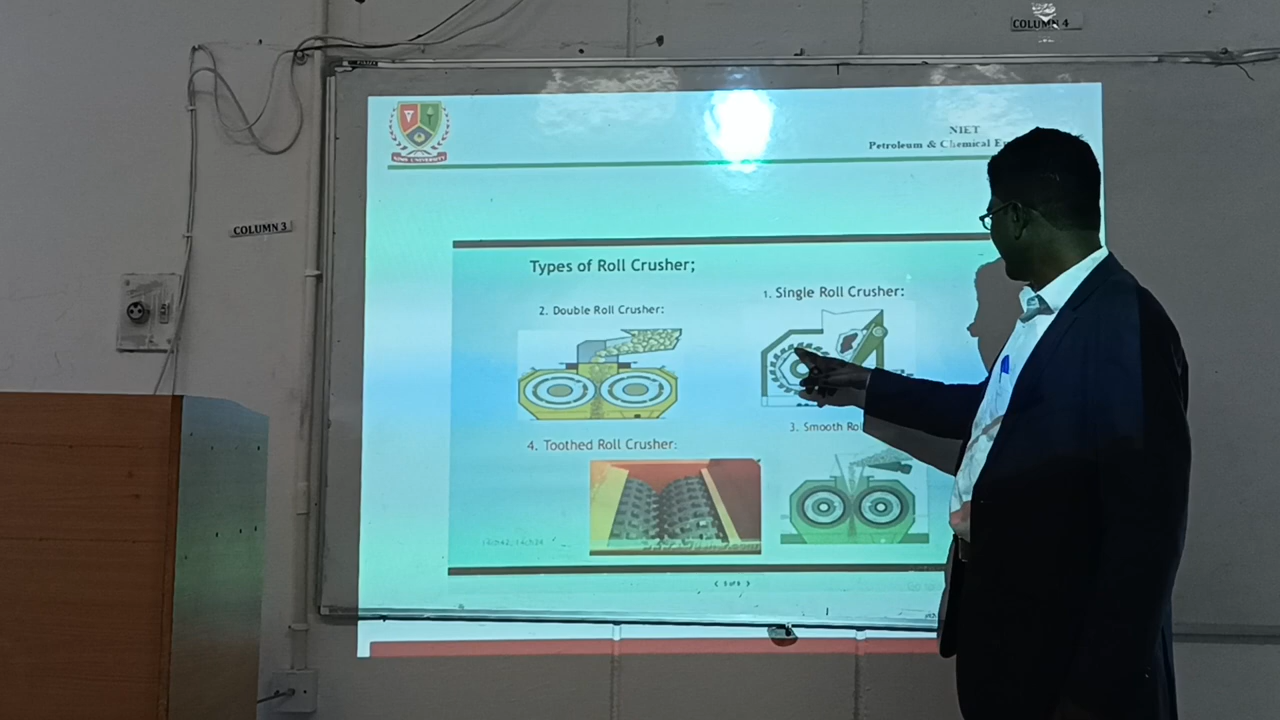 COLUMN 4
NIET
Petroleum & Chemical
COLUMN 3
Types of Roll Crusher;
1. Single Roll Crusher:
2. Double Roll Crusher:
3. Smooth
4. Toothed Roll Crusher: